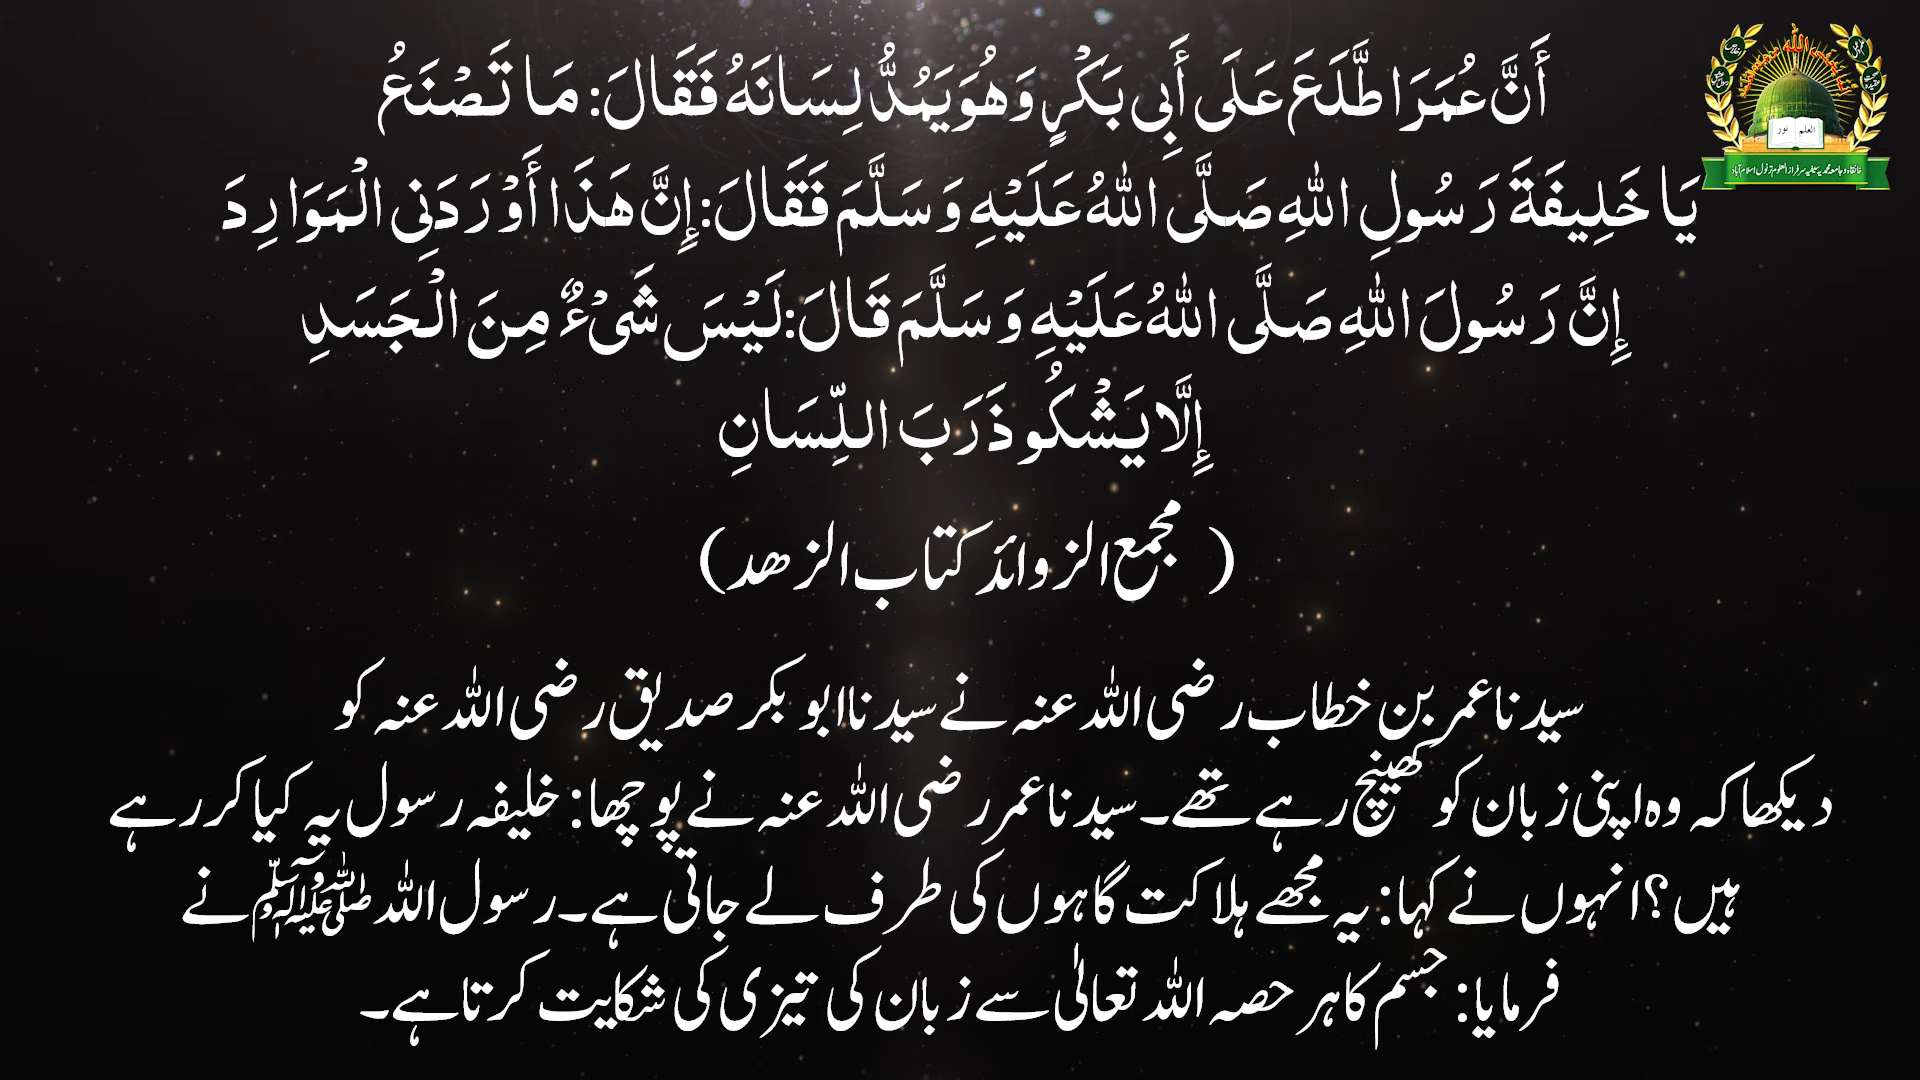 أَنَّ عُمَرَ اطَّلَعَ عَلَى أَبِي بَكْرٍ وَهُوَ يَمُدُّ لِسَانَهُ فَقَالَ: مَا تَصْنَعُ
يَا خَلِيفَةَ رَسُولِ اللهِ صَلَّى اللهُ عَلَيْهِ وَسَلَّمَ فَقَالَ: إِنَّ هَذَا أَوْرَدَنِي الْمَوَارِدَ
إِنَّ رَسُولَ اللهِ صَلَّى اللهُ عَلَيْهِ وَسَلَّمَ قَالَ: لَيْسَ شَيْءٌ مِنَ الْجَسَدِ
إِلَّا يَشْكُو ذَرَبَ اللِّسَانِ
(مجمع الزوائد کتاب الزھد)
سیدنا عمر بن خطاب رضی اللہ عنہ نے سیدنا ابو بکر صدیق رضی اللہ عنہ کو
دیکھا کہ وہ اپنی زبان کو کھینچ رہے تھے۔ سیدنا عمر رضی اللہ عنہ نے پوچھا: خلیفہ رسول یہ کیا کر رہے
ہیں؟ انہوں نے کہا: یہ مجھے ہلاکت گاہوں کی طرف لے جاتی ہے۔ رسول اللہ ﷺ نے
فرمایا: جسم کا ہر حصہ اللہ تعالٰی سے زبان کی تیزی کی شکایت کرتا ہے۔
العلم نور